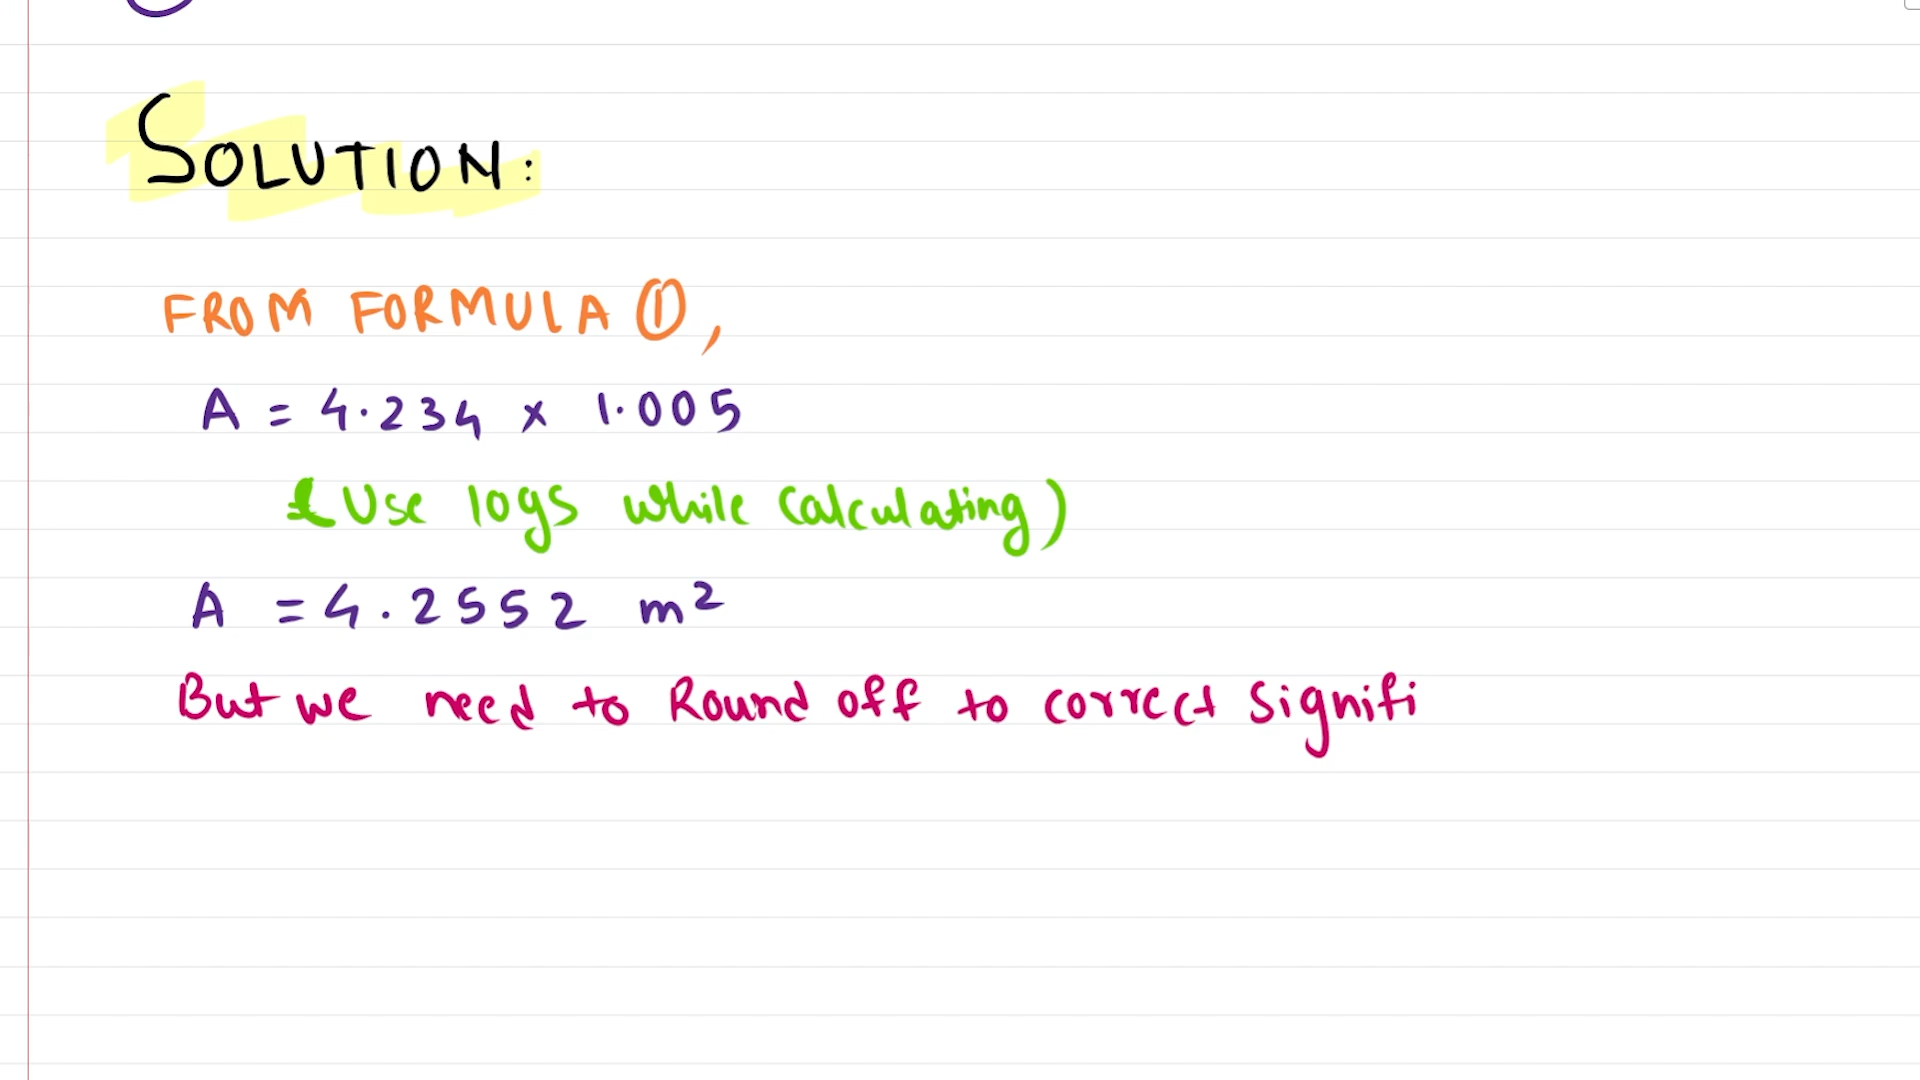 SOLUTION:
FROM FORMULA ①,
A = 4.234 x 1.005
(Use logs while calculating)
A = 4.2552 m²
But we need to Round off to correct signifi